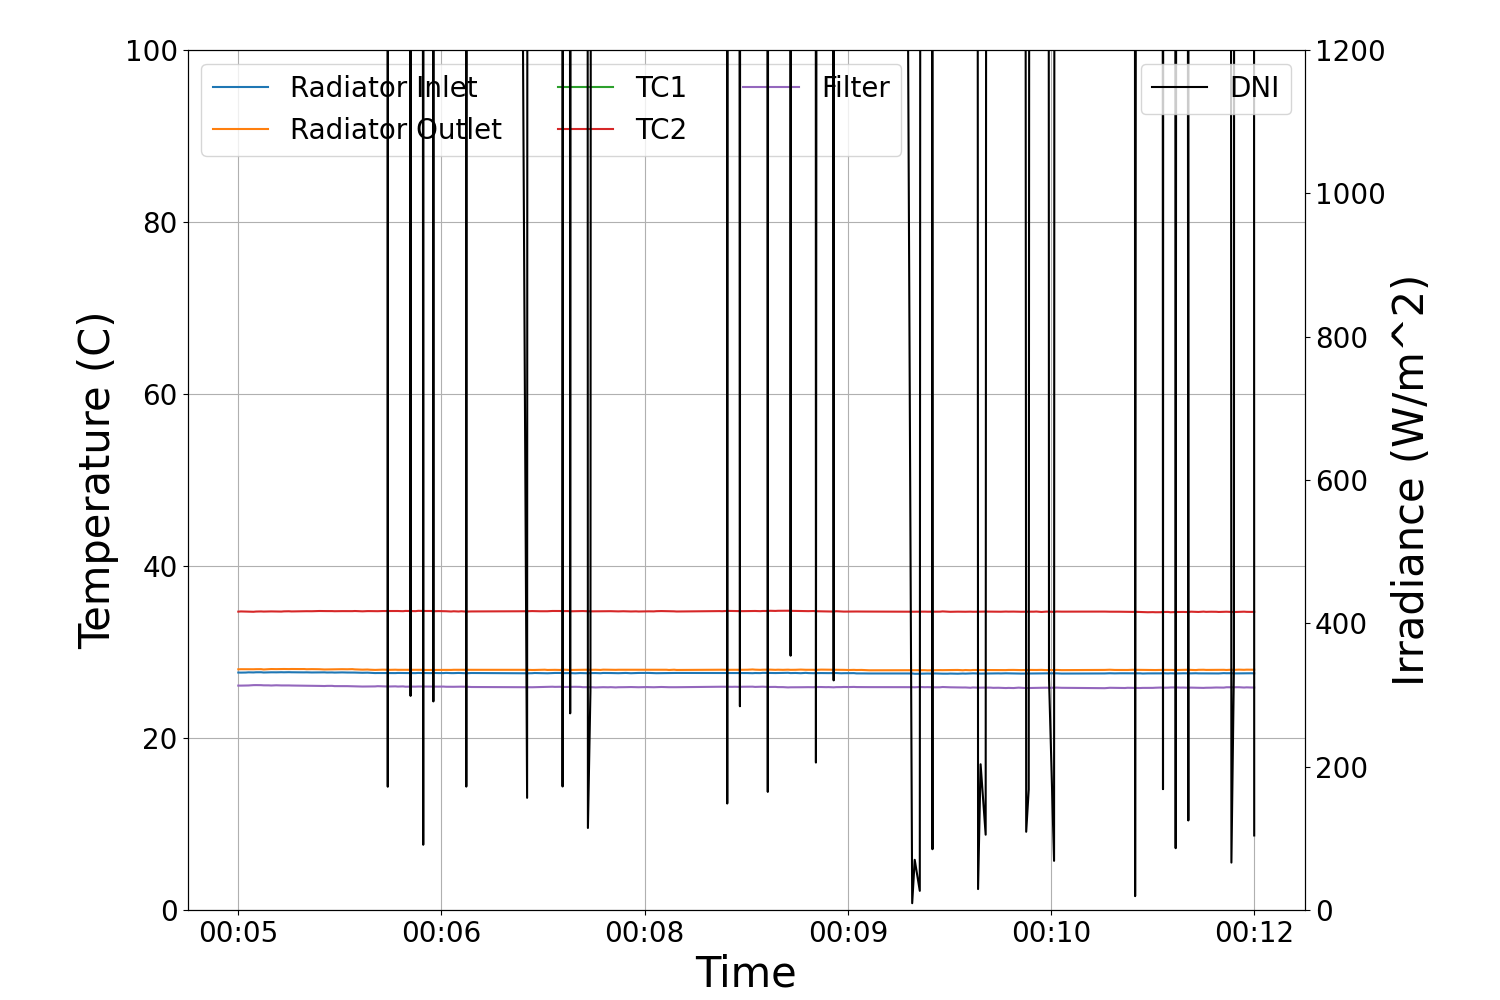 100
80
60
40
20
0
Temperature (C)
Radiator Inlet
Radiator Outlet
TC1
TC2
Filter
DNI
1200
1000
800
600
400
200
0
Irradiance (W/m^2)
00:05 00:06 00:08 00:09 00:10 00:12
Time